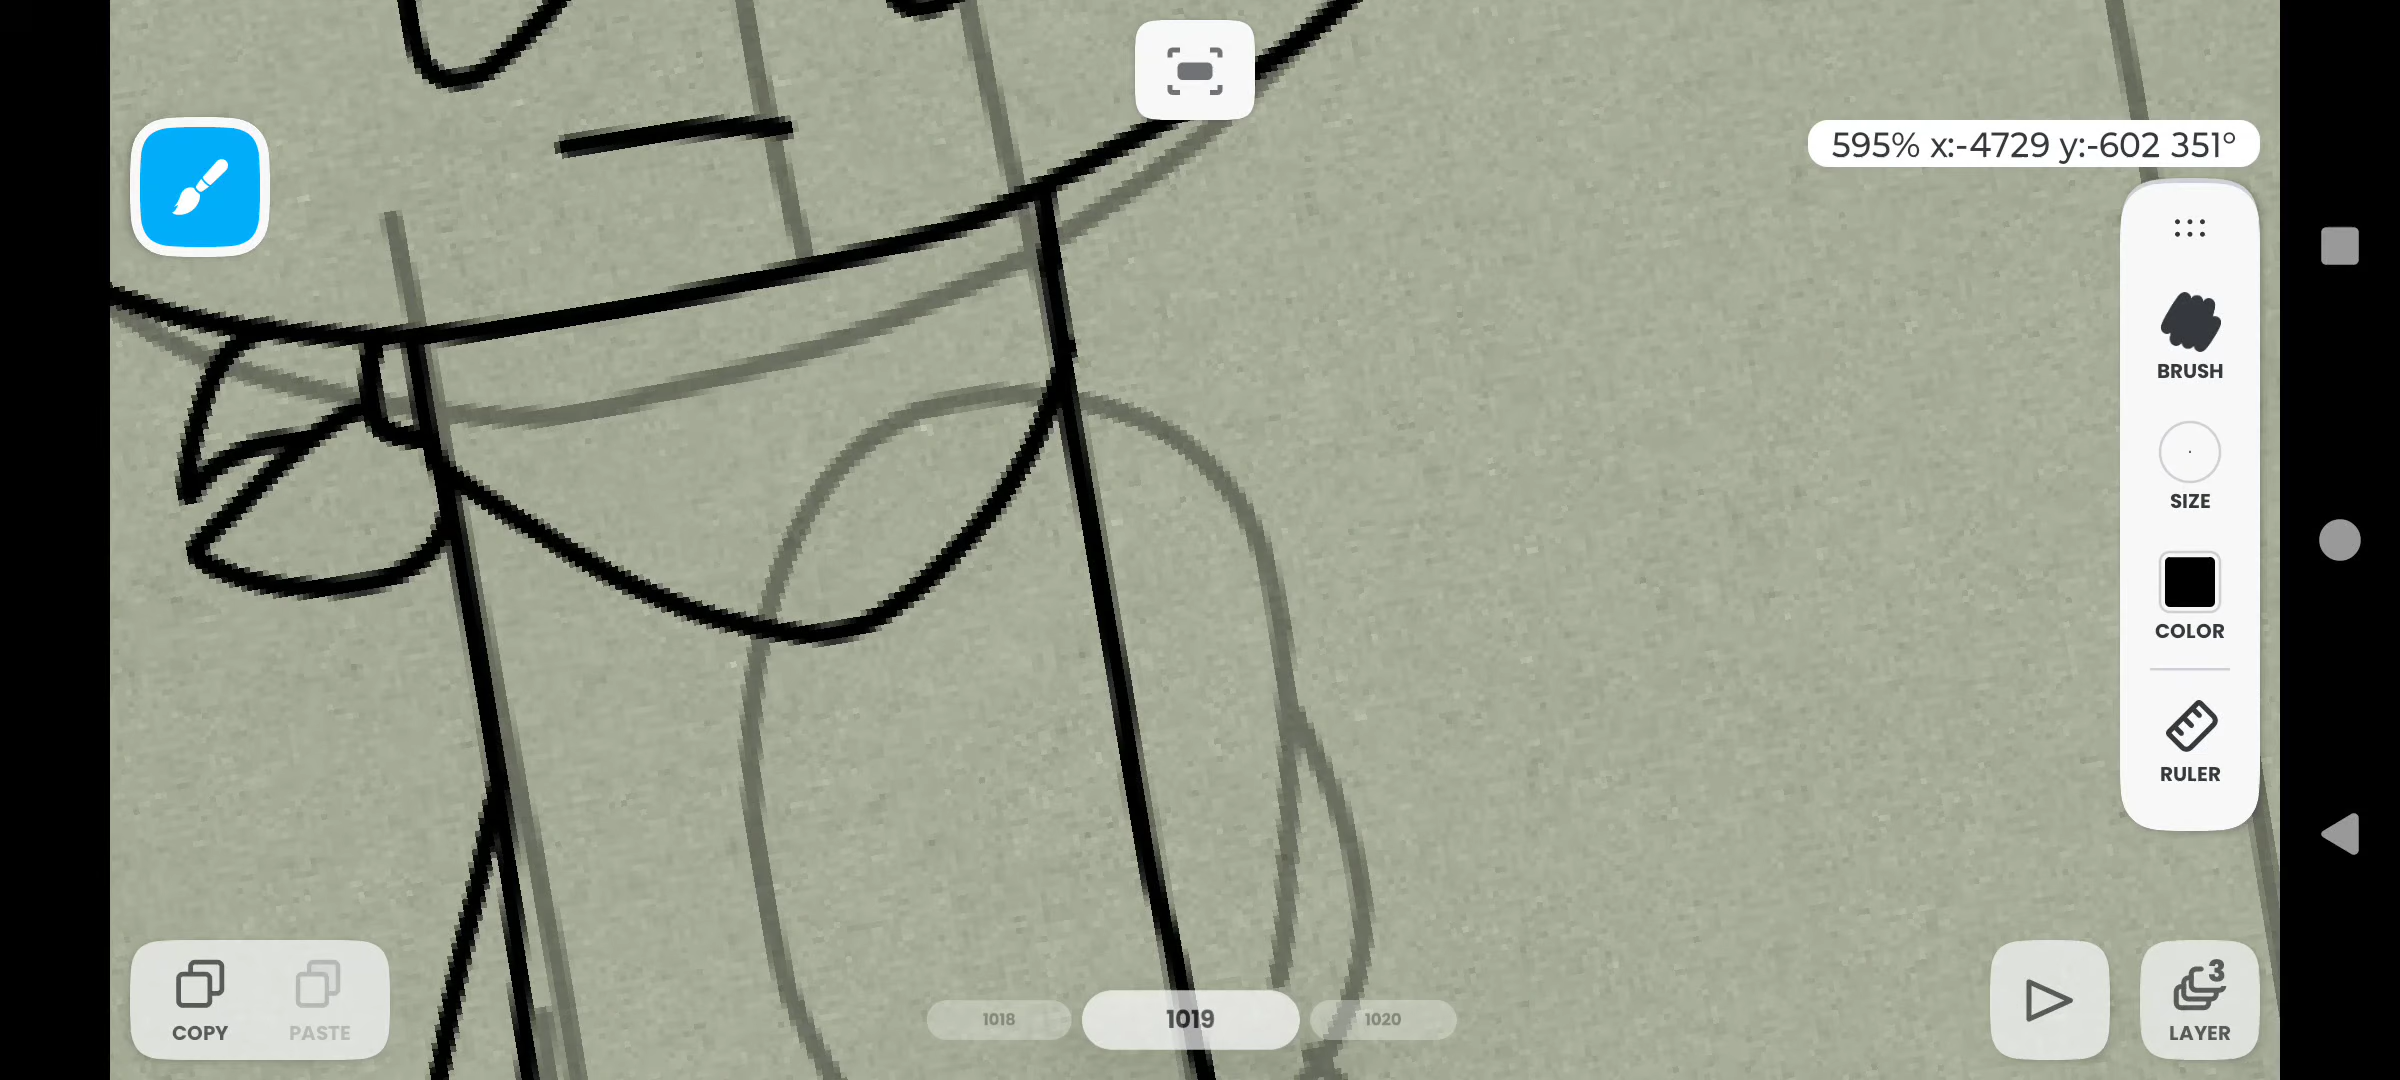 595% x:-4729 y:-602 351°
BRUSH
SIZE
COLOR
RULER
COPY
PASTE
1018
1019
1020
3
LAYER